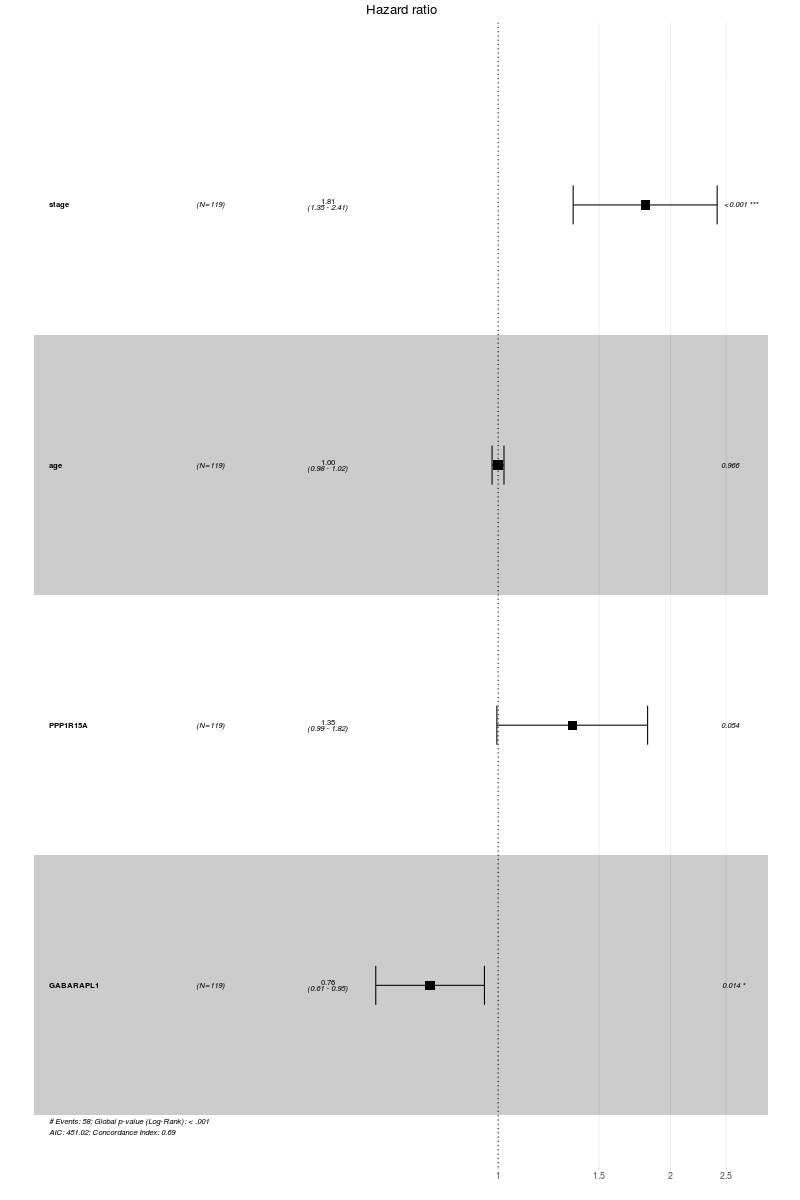 Hazard ratio
stage (N=119) 1.81 <0.001 ***
(1.35 - 2.41)
age (N=119) 1.00 0.966
(0.98 - 1.02)
PPP1R15A (N=119) 1.35 0.054
(0.99 - 1.82)
GABARAPL1 (N=119) 0.76 0.014 *
(0.61 - 0.95)
# Events: 58; Global p-value (Log-Rank): < .001
AIC: 451.02; Concordance Index: 0.69
1 1.5 2 2.5